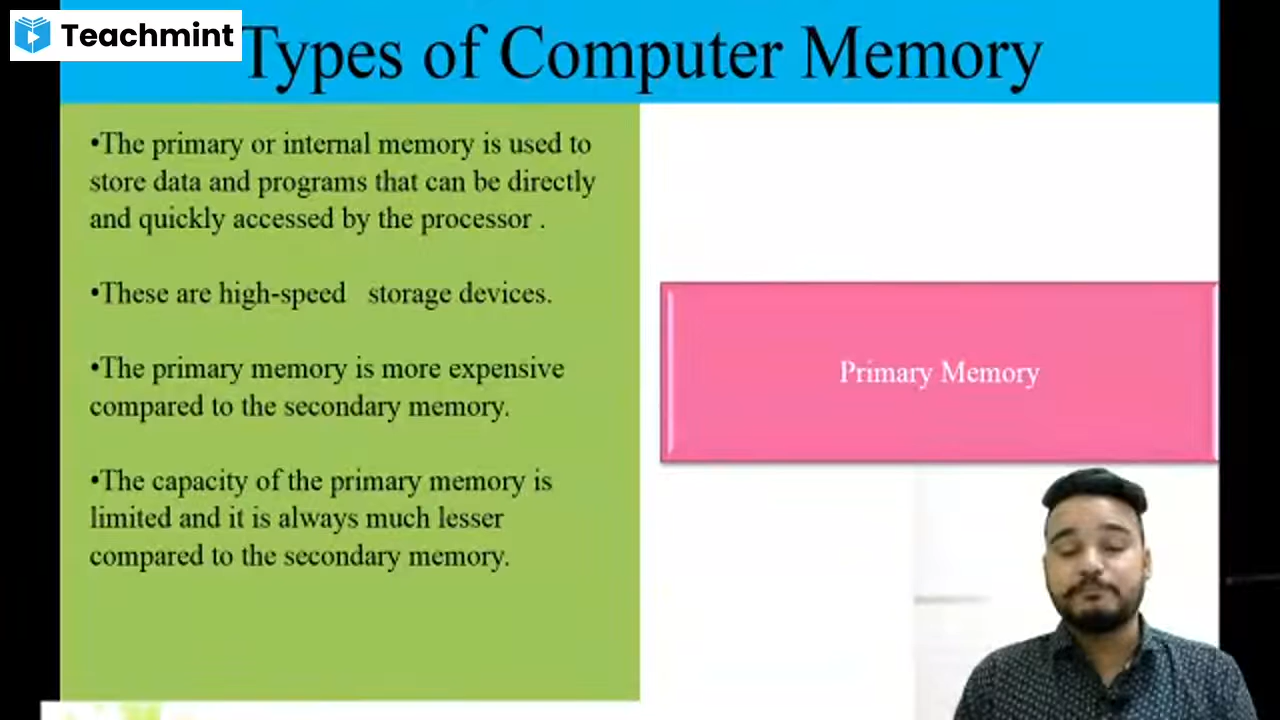 Teachmint
Types of Computer Memory
•The primary or internal memory is used to
store data and programs that can be directly
and quickly accessed by the processor .
•These are high-speed storage devices.
•The primary memory is more expensive
compared to the secondary memory.
•The capacity of the primary memory is
limited and it is always much lesser
compared to the secondary memory.
Primary Memory